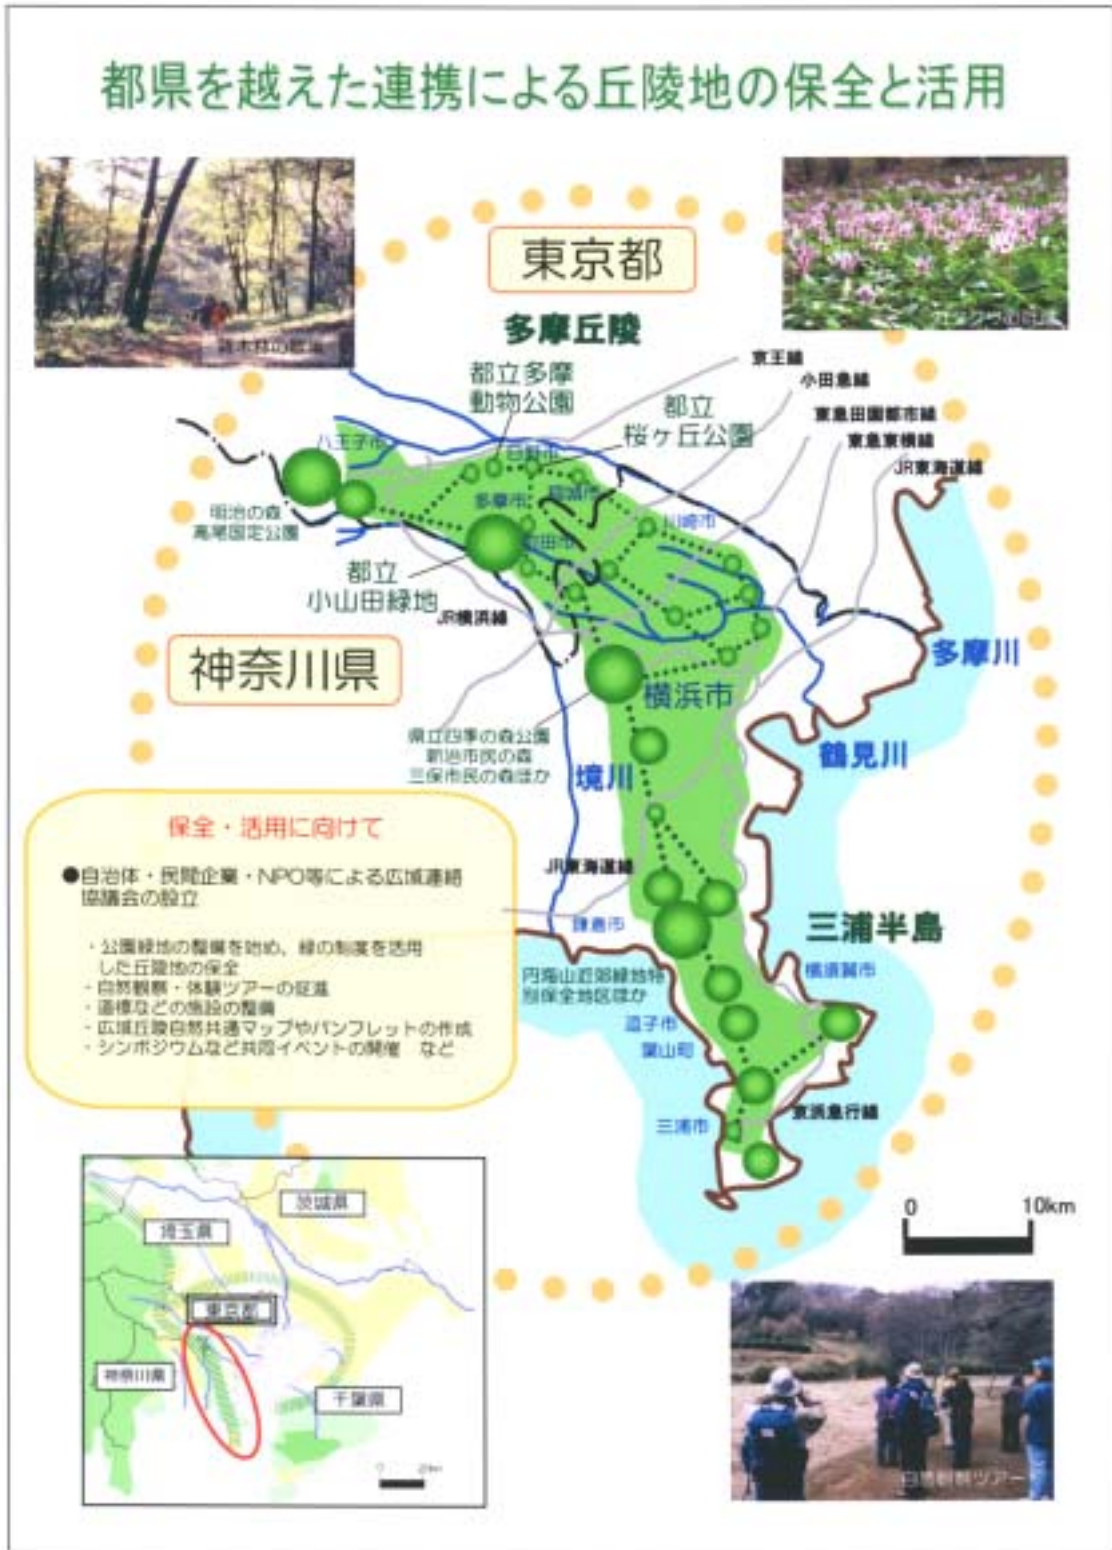 都県を越えた連携による丘陵地の保全と活用
東京都
多摩丘陵
都立多摩
動物公園
都立
桜ヶ丘公園
京王線
小田急線
東急田園都市線
東急東横線
JR東海道線
八王子市
日野市
多摩市
稲城市
川崎市
町田市
明治の森
高尾国定公園
都立
小山田緑地
JR横浜線
神奈川県
横浜市
多摩川
鶴見川
県立四季の森公園
新治市民の森
三保市民の森ほか
境川
JR東海道線
鎌倉市
三浦半島
横須賀市
円海山近郊緑地特
別保全地区ほか
逗子市
葉山町
三浦市
京浜急行線
保全・活用に向けて
●自治体・民間企業・NPO等による広域連絡
協議会の設立
・公園緑地の整備を始め、緑の制度を活用
した丘陵地の保全
・自然観察・体験ツアーの促進
・道標などの施設の整備
・広域丘陵自然共通マップやパンフレットの作成
・シンポジウムなど共同イベントの開催 など
0 10km
茨城県
埼玉県
東京都
神奈川県
千葉県
自然観察ツアー